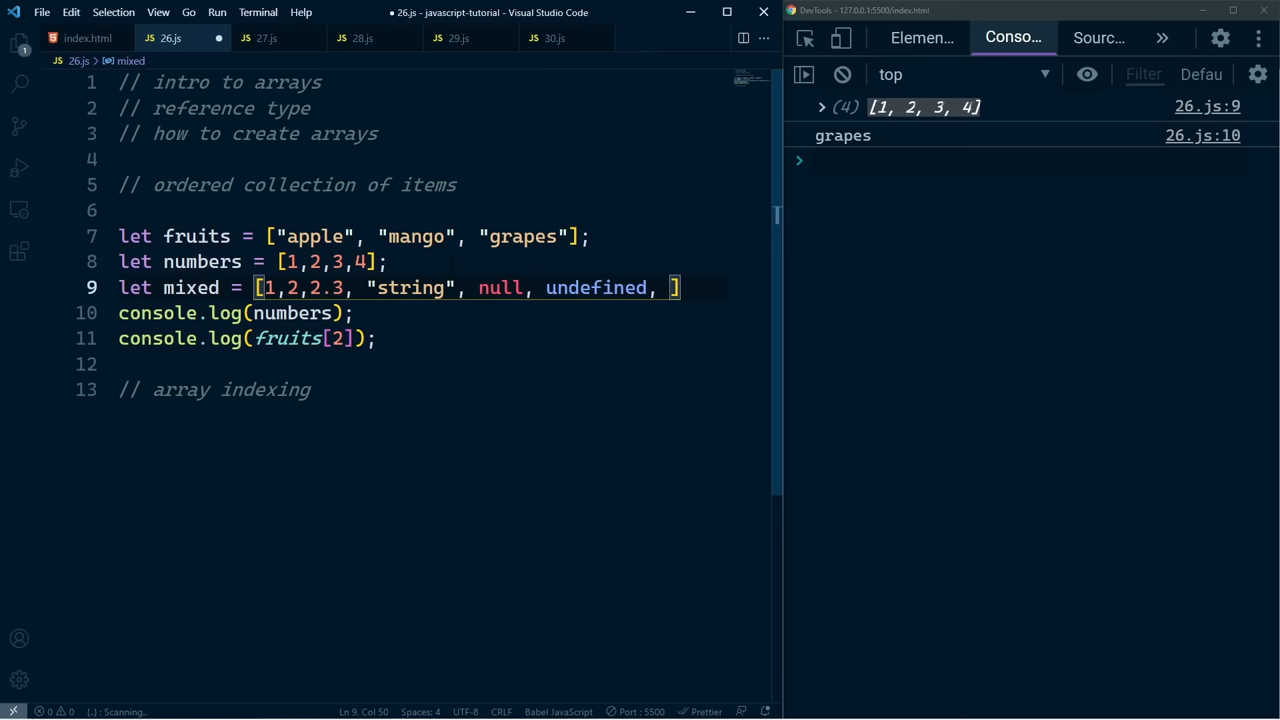 File Edit Selection View Go Run Terminal Help
● 26.js - javascript-tutorial - Visual Studio Code
index.html JS 26.js ● JS 27.js JS 28.js JS 29.js JS 30.js
JS 26.js > mixed
1 // intro to arrays
2 // reference type
3 // how to create arrays
4
5 // ordered collection of items
6
7 let fruits = ["apple", "mango", "grapes"];
8 let numbers = [1,2,3,4];
9 let mixed = [1,2,2.3, "string", null, undefined, ]
10 console.log(numbers);
11 console.log(fruits[2]);
12
13 // array indexing
1
0 0 {..} : Scanning.. Ln 9, Col 50 Spaces: 4 UTF-8 CRLF Babel JavaScript Port : 5500 Prettier
DevTools - 127.0.0.1:5500/index.html
Elemen... Conso... Sourc... »
top Filter Defau
(4) [1, 2, 3, 4] 26.js:9
grapes 26.js:10
>